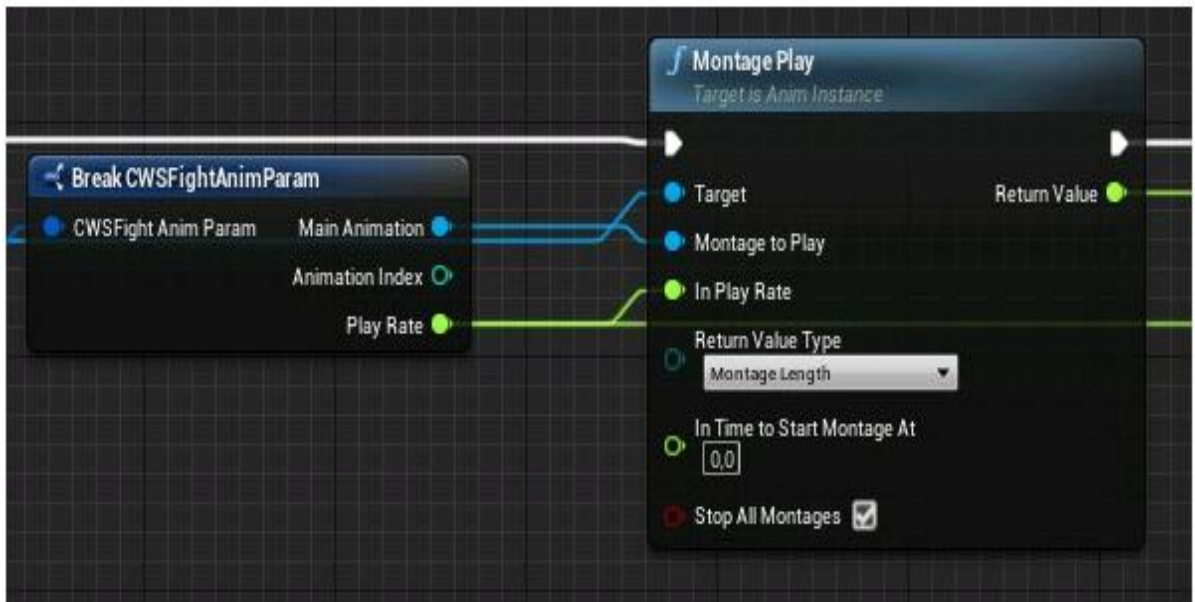 Montage Play
Target is Anim Instance
Break CWSFightAnimParam
CWSFight Anim Param
Main Animation
Animation Index
Play Rate
Target
Return Value
Montage to Play
In Play Rate
Return Value Type
Montage Length
In Time to Start Montage At
0,0
Stop All Montages